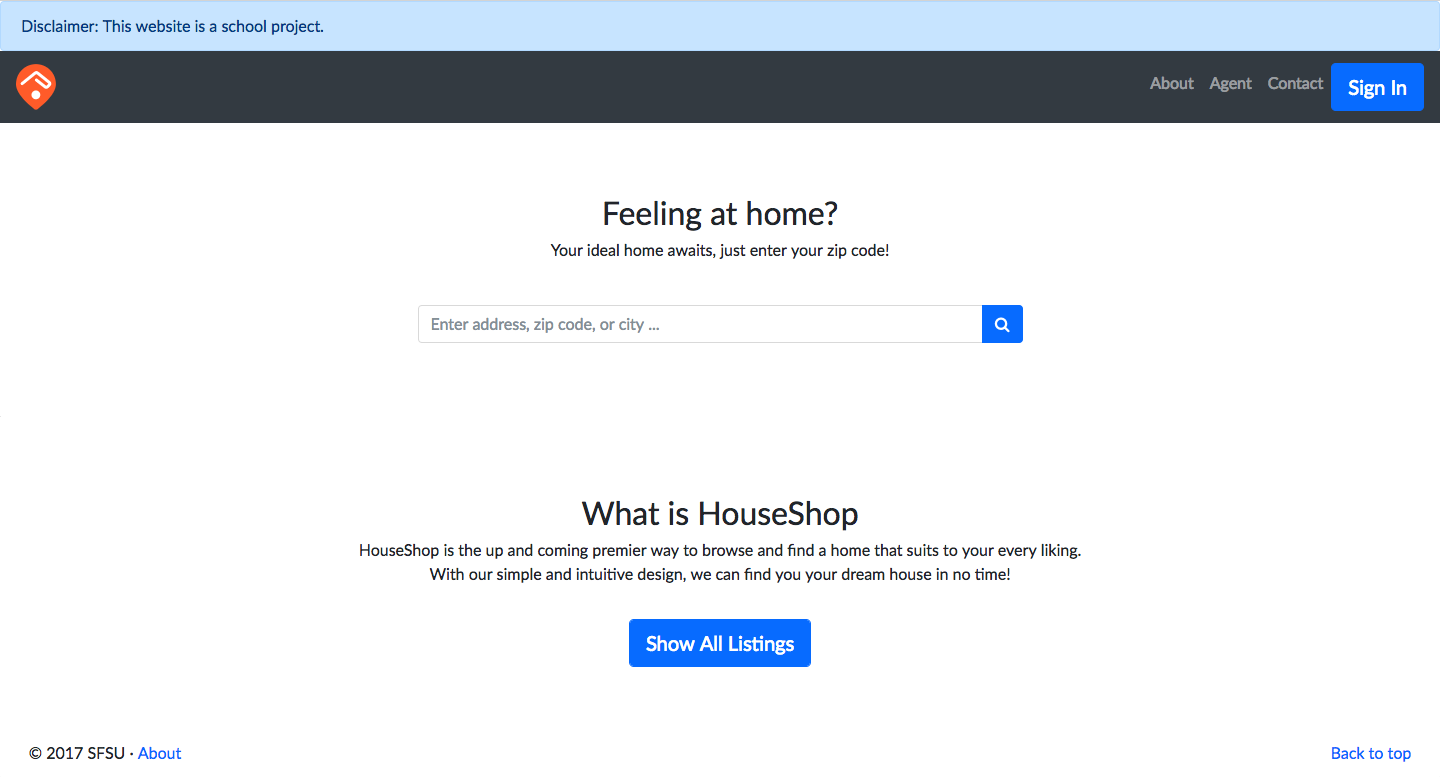 Disclaimer: This website is a school project.
About Agent Contact Sign In
Feeling at home?
Your ideal home awaits, just enter your zip code!
Enter address, zip code, or city ...
What is HouseShop
HouseShop is the up and coming premier way to browse and find a home that suits to your every liking.
With our simple and intuitive design, we can find you your dream house in no time!
Show All Listings
© 2017 SFSU · About
Back to top